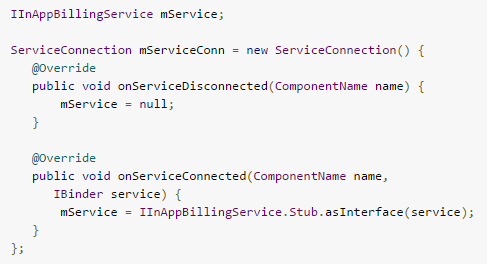 IInAppBillingService mService;
ServiceConnection mServiceConn = new ServiceConnection() {
@Override
public void onServiceDisconnected(ComponentName name) {
mService = null;
}
@Override
public void onServiceConnected(ComponentName name,
IBinder service) {
mService = IInAppBillingService.Stub.asInterface(service);
}
};